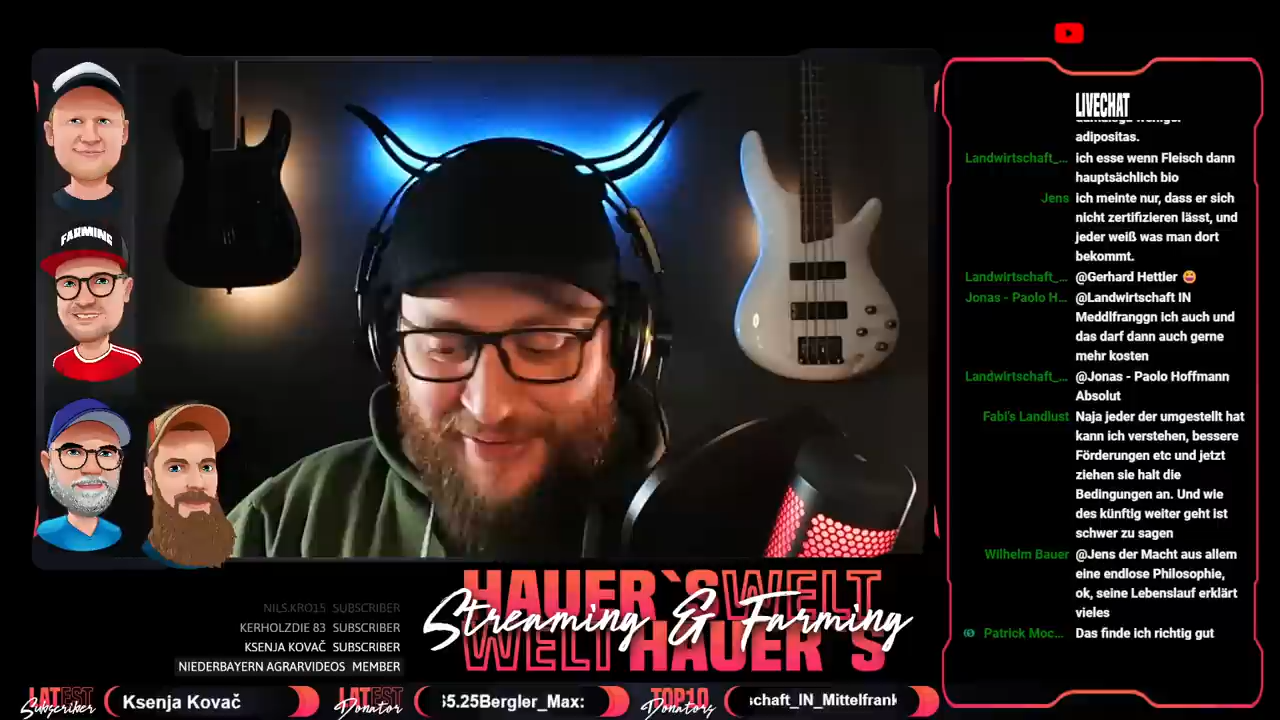 LIVECHAT
adipositas.
Landwirtschaft_... ich esse wenn Fleisch dann
hauptsächlich bio
Jens ich meinte nur, dass er sich
nicht zertifizieren lässt, und
jeder weiß was man dort
bekommt.
Landwirtschaft_... @Gerhard Hettler 😀
Jonas - Paolo H... @Landwirtschaft IN
Meddlfranggn ich auch und
das darf dann auch gerne
mehr kosten
Landwirtschaft_... @Jonas - Paolo Hoffmann
Absolut
Fabi's Landlust Naja jeder der umgestellt hat
kann ich verstehen, bessere
Förderungen etc und jetzt
ziehen sie halt die
Bedingungen an. Und wie
des künftig weiter geht ist
schwer zu sagen
Wilhelm Bauer @Jens der Macht aus allem
eine endlose Philosophie,
ok, seine Lebenslauf erklärt
vieles
Patrick Moc... Das finde ich richtig gut
FARMING
NILS.KRO15 SUBSCRIBER
KERHOLZDIE 83 SUBSCRIBER
KSENJA KOVAČ SUBSCRIBER
NIEDERBAYERN AGRARVIDEOS MEMBER
HAUER`S WELT
Streaming & Farming
WELT HAUER`S
LATEST Subscriber Ksenja Kovač
LATEST Donator 65.25Bergler_Max:
TOP10 Donators schaft_IN_Mittelfrank